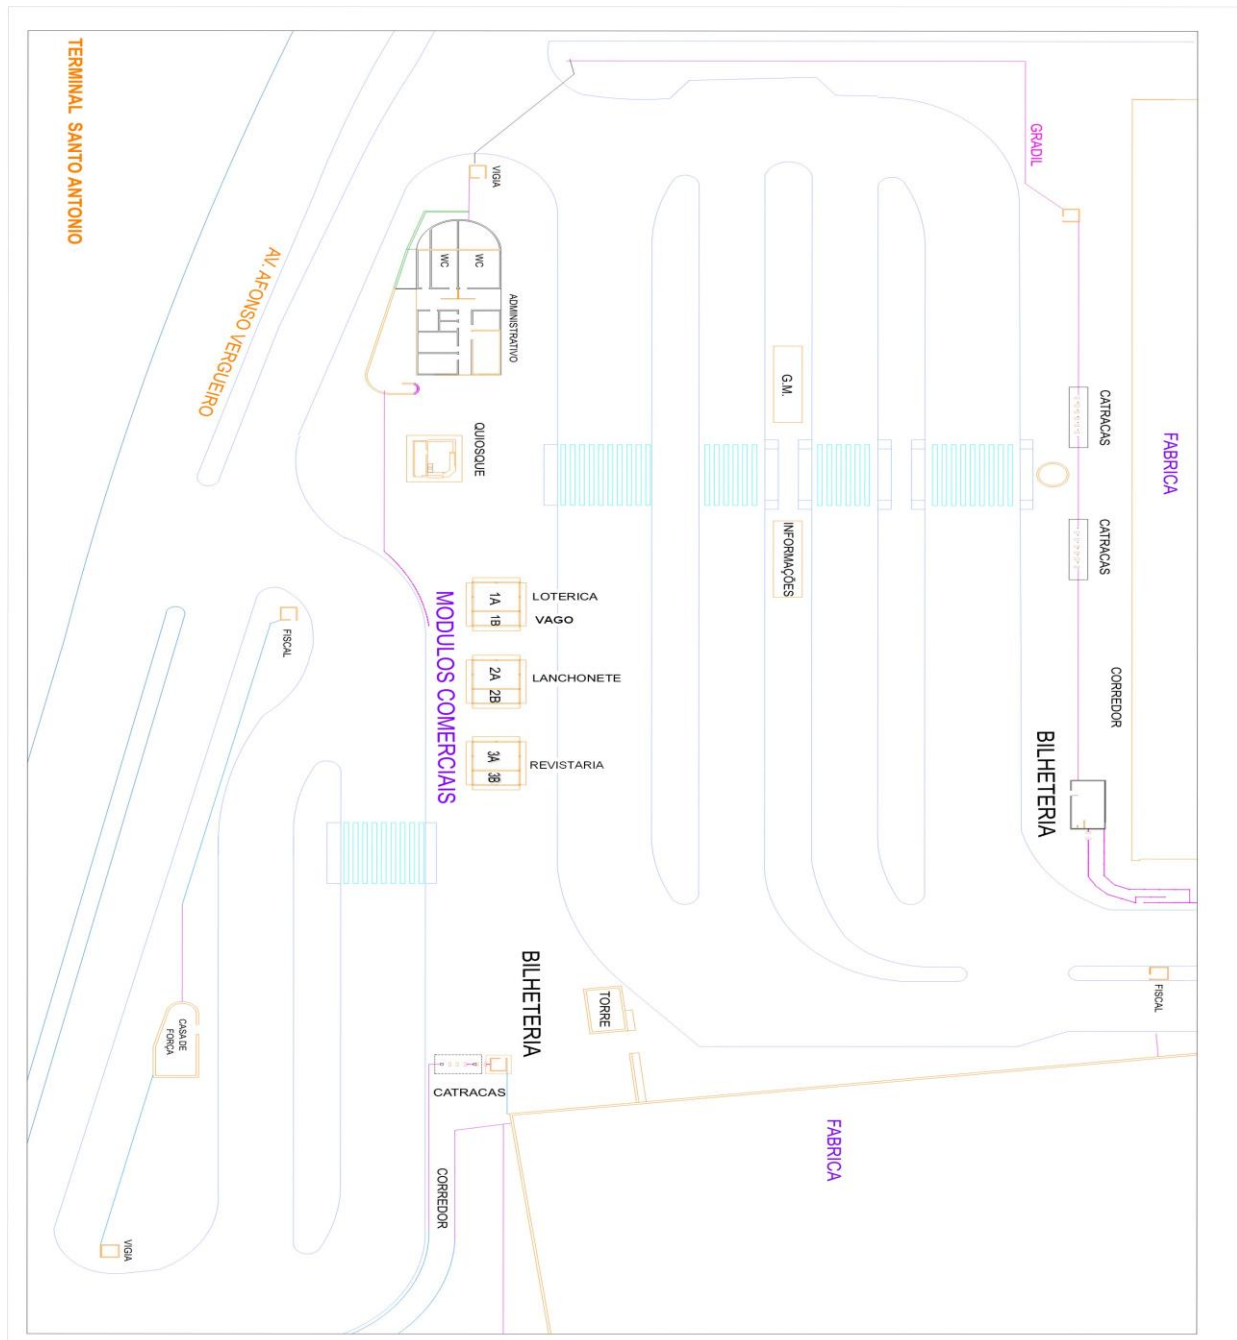 TERMINAL SANTO ANTONIO
AV. AFONSO VERGUEIRO
VIGIA
WC
WC
ADMINISTRATIVO
QUIOSQUE
GRADIL
G.M.
INFORMAÇÕES
CATRACAS
FABRICA
CATRACAS
CORREDOR
BILHETERIA
MODULOS COMERCIAIS
1A
LOTERICA
1B
VAGO
2A
LANCHONETE
2B
3A
REVISTARIA
3B
FISCAL
BILHETERIA
TORRE
FISCAL
CASA DE
FORÇA
CATRACAS
CORREDOR
FABRICA
VIGIA